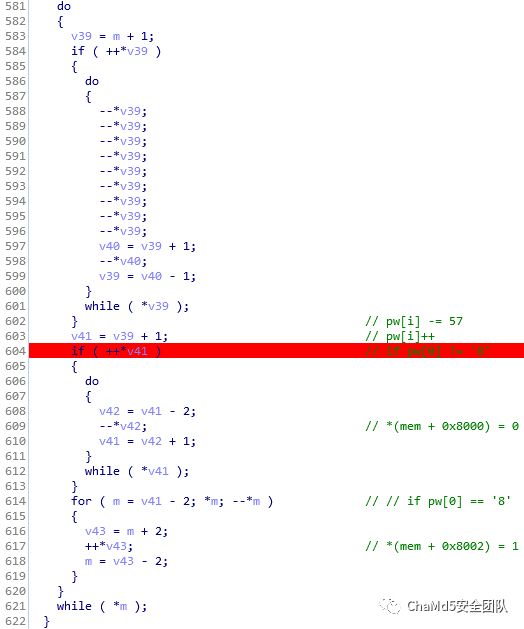 581 do
582 {
583 v39 = m + 1;
584 if ( ++*v39 )
585 {
586 do
587 {
588 --*v39;
589 --*v39;
590 --*v39;
591 --*v39;
592 --*v39;
593 --*v39;
594 --*v39;
595 --*v39;
596 --*v39;
597 v40 = v39 + 1;
598 --*v40;
599 v39 = v40 - 1;
600 }
601 while ( *v39 );
602 } // pw[i] -= 57
603 v41 = v39 + 1; // pw[i]++
604 if ( ++*v41 ) // if pw[0] != '8'
605 {
606 do
607 {
608 v42 = v41 - 2;
609 --*v42; // *(mem + 0x8000) = 0
610 v41 = v42 + 1;
611 }
612 while ( *v41 );
613 }
614 for ( m = v41 - 2; *m; --*m ) // // if pw[0] == '8'
615 {
616 v43 = m + 2;
617 ++*v43; // *(mem + 0x8002) = 1
618 m = v43 - 2;
619 }
620 }
621 while ( *m );
622 }
ChaMd5安全团队